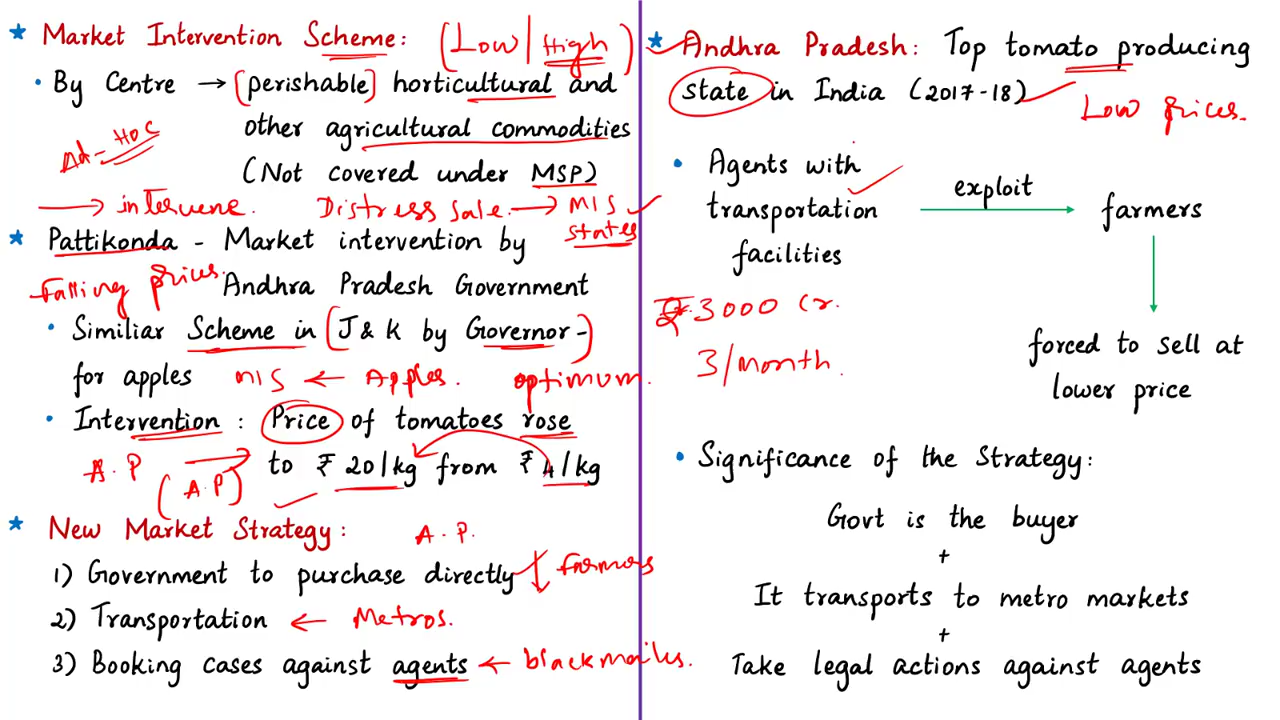 * Market Intervention Scheme: (Low | High)
• By Centre → [perishable] horticultural and
Ad-Hoc
other agricultural commodities
(Not covered under MSP)
→ intervene. Distress Sale. → MIS
states
* Pattikonda - Market intervention by
Falling prices.
Andhra Pradesh Government
• Similiar Scheme in (J & K by Governor -)
for apples MIS ← Apples. optimum.
• Intervention : Price of tomatoes rose
A.P (A.P) to ₹ 20/kg from ₹ 4/kg
* New Market Strategy: A.P.
1) Government to purchase directly farmers
2) Transportation ← Metros.
3) Booking cases against agents ← blackmailes.
* Andhra Pradesh: Top tomato producing
state in India (2017-18)
Low prices.
• Agents with
transportation
facilities
exploit
farmers
₹ 3000 Cr.
3/month.
forced to sell at
lower price
• Significance of the Strategy:
Govt is the buyer
+
It transports to metro markets
+
Take legal actions against agents